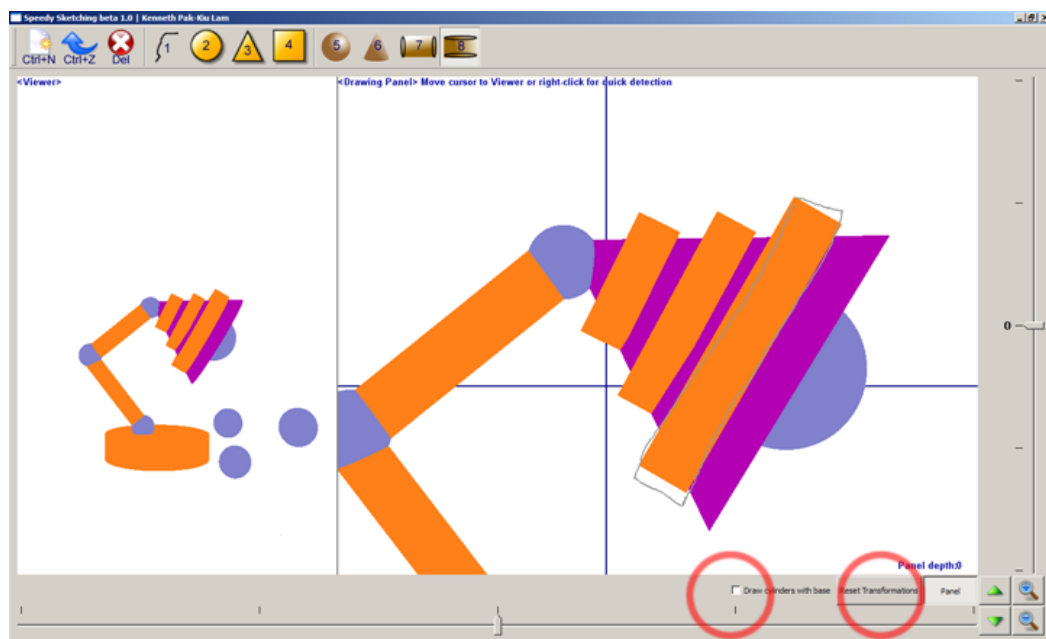 Speedy Sketching beta 1.0 | Kenneth Pak-Kiu Lam
Ctrl+N Ctrl+Z Del 1 2 3 4 5 6 7 8
<Viewer>
<Drawing Panel> Move cursor to Viewer or right-click for quick detection
0
Panel depth:0
Draw cylinders with base Reset Transformations Panel